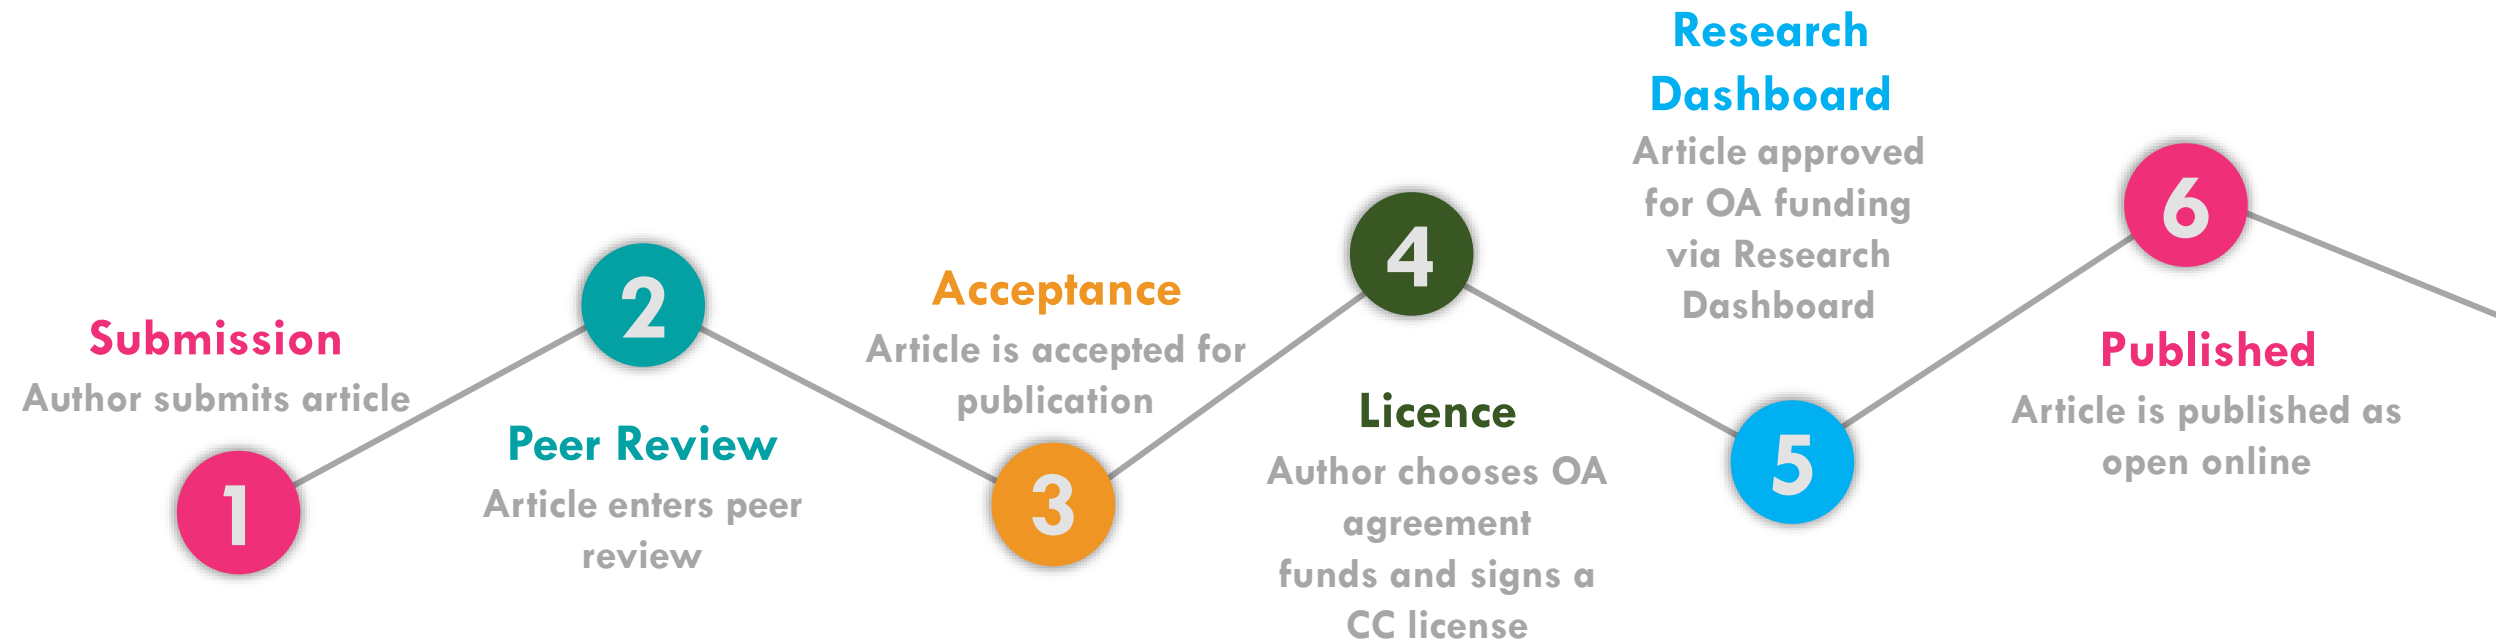 1
Submission
Author submits article
2
Peer Review
Article enters peer
review
3
Acceptance
Article is accepted for
publication
4
Licence
Author chooses OA
agreement
funds and signs a
CC license
5
Research
Dashboard
Article approved
for OA funding
via Research
Dashboard
6
Published
Article is published as
open online